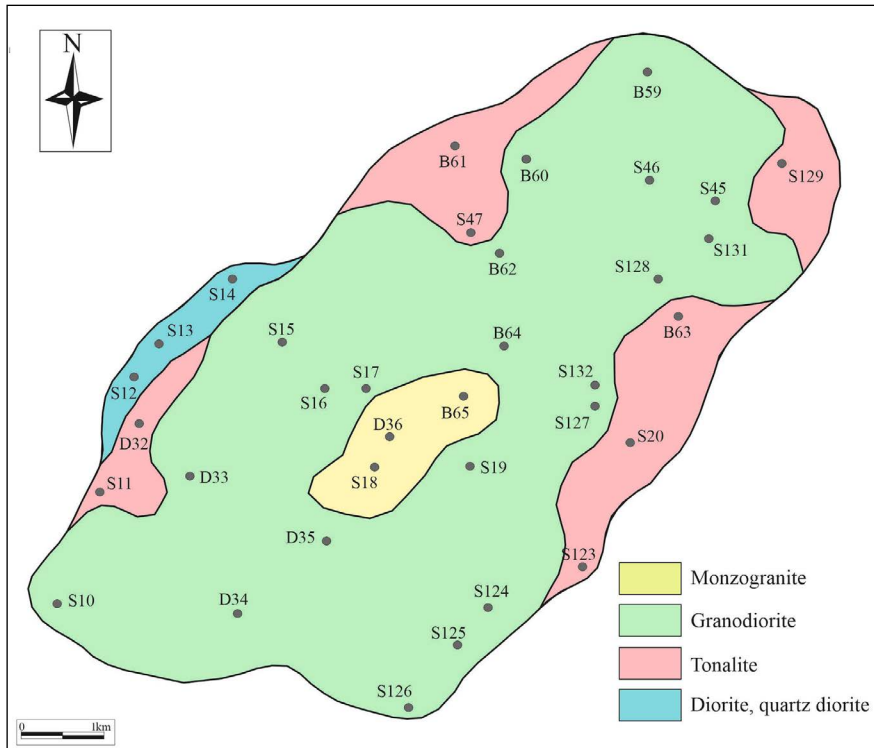 N
B59
B61
B60
S129
S46
S45
S47
S131
B62
S128
S14
B63
S13
S15
B64
S12
S17
S132
S16
B65
S127
D32
D36
S20
S18
S19
D33
S11
D35
S123
Monzogranite
S10
D34
S124
Granodiorite
S125
Tonalite
S126
Diorite, quartz diorite
0 1km